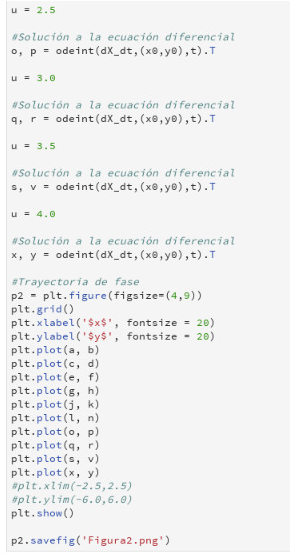 u = 2.5
#Solución a la ecuación diferencial
o, p = odeint(dX_dt,(x0,y0),t).T
u = 3.0
#Solución a la ecuación diferencial
q, r = odeint(dX_dt,(x0,y0),t).T
u = 3.5
#Solución a la ecuación diferencial
s, v = odeint(dX_dt,(x0,y0),t).T
u = 4.0
#Solución a la ecuación diferencial
x, y = odeint(dX_dt,(x0,y0),t).T
#Trayectoria de fase
p2 = plt.figure(figsize=(4,9))
plt.grid()
plt.xlabel('$x$', fontsize = 20)
plt.ylabel('$y$', fontsize = 20)
plt.plot(a, b)
plt.plot(c, d)
plt.plot(e, f)
plt.plot(g, h)
plt.plot(j, k)
plt.plot(l, n)
plt.plot(o, p)
plt.plot(q, r)
plt.plot(s, v)
plt.plot(x, y)
#plt.xlim(-2.5,2.5)
#plt.ylim(-6.0,6.0)
plt.show()
p2.savefig('Figura2.png')